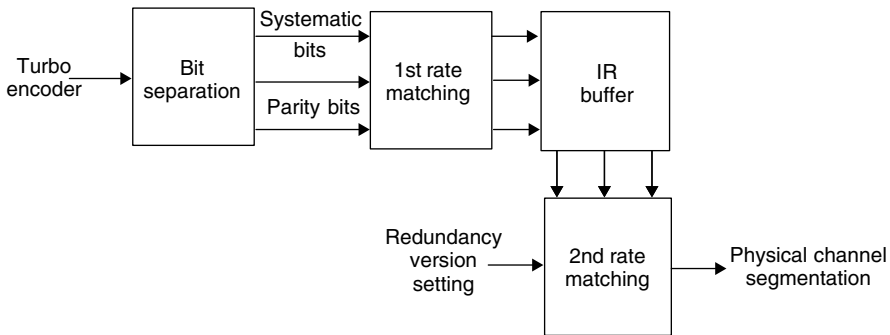 Systematic
bits
Turbo
encoder
Bit
separation
Parity bits
1st rate
matching
IR
buffer
Redundancy
version
setting
2nd rate
matching
Physical channel
segmentation